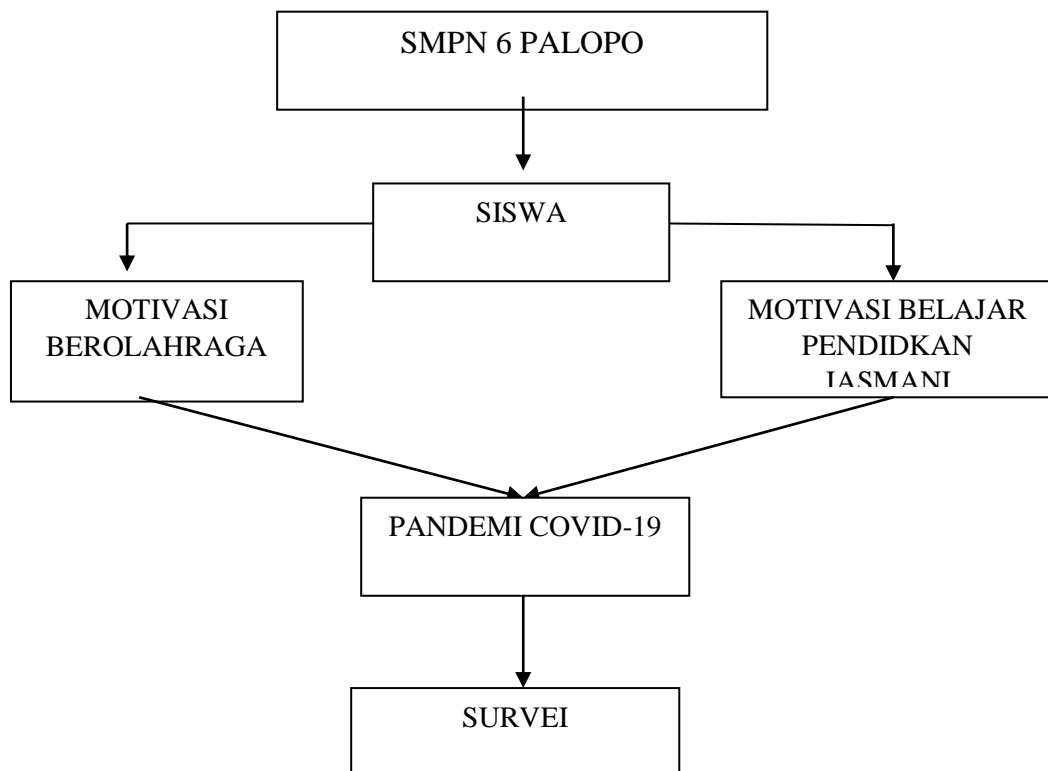 SMPN 6 PALOPO
SISWA
MOTIVASI
BEROLAHRAGA
MOTIVASI BELAJAR
PENDIDKAN
JASMANI
PANDEMI COVID-19
SURVEI